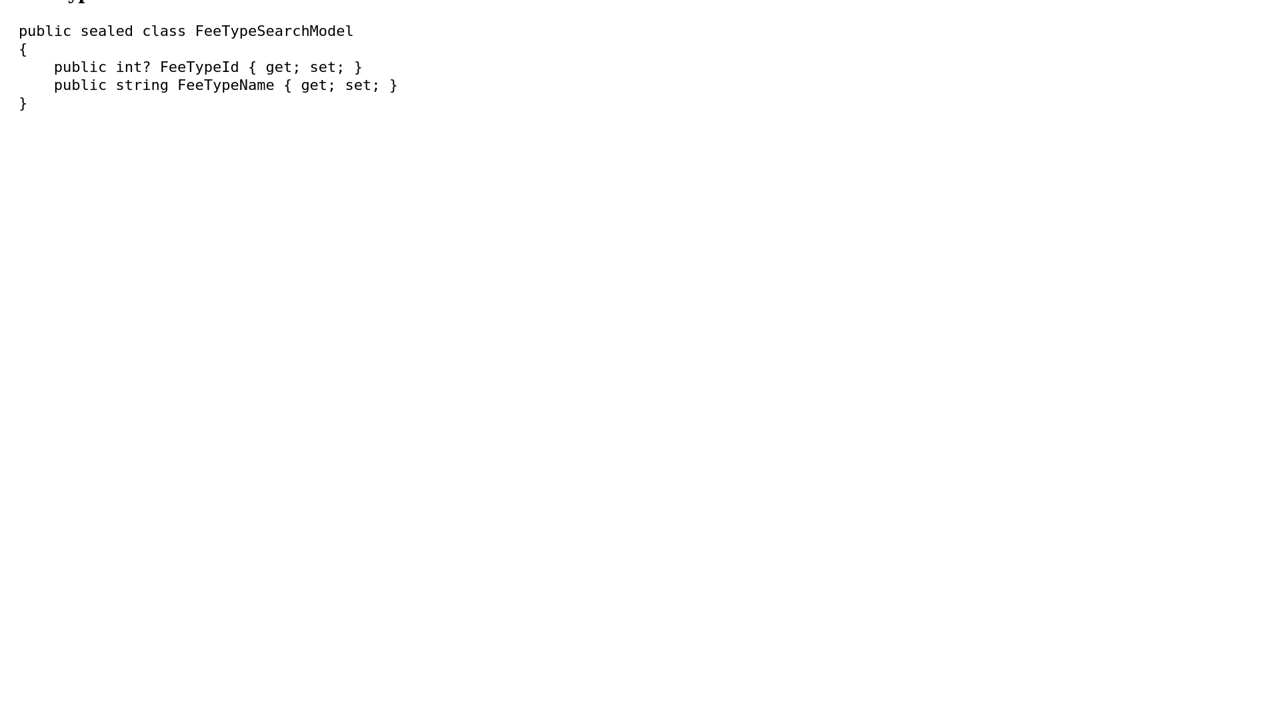 public sealed class FeeTypeSearchModel
{
    public int? FeeTypeId { get; set; }
    public string FeeTypeName { get; set; }
}